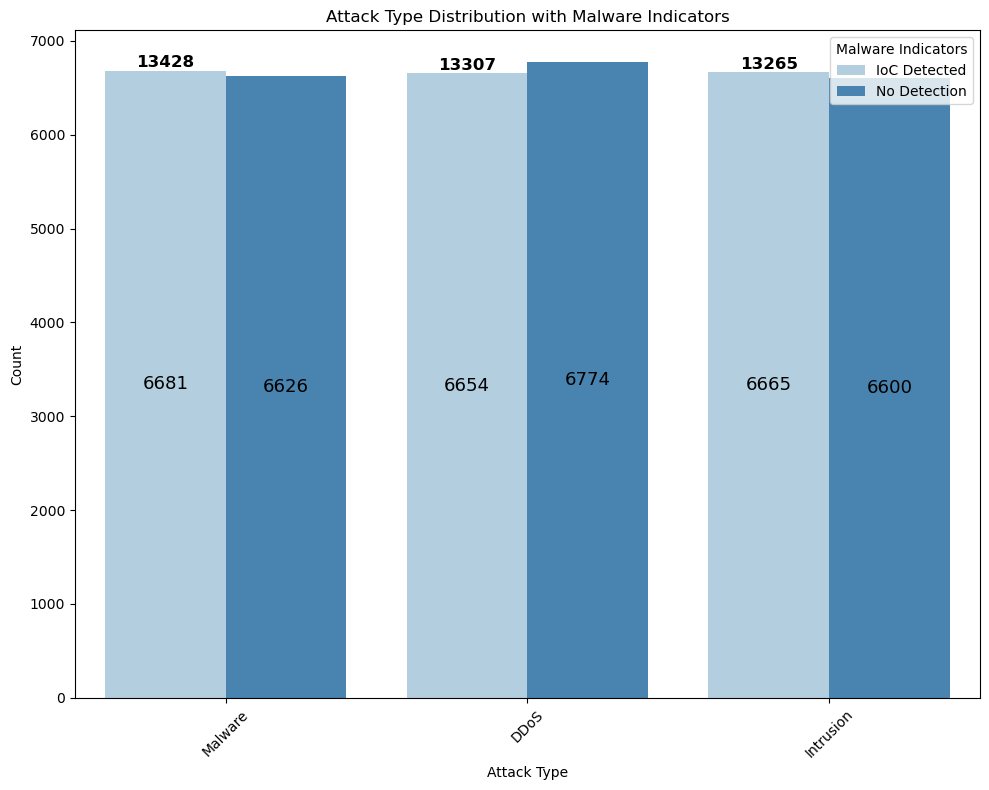 Attack Type Distribution with Malware Indicators
Malware Indicators
IoC Detected
No Detection
Count
7000
6000
5000
4000
3000
2000
1000
0
13428
13307
13265
6681
6626
6654
6774
6665
6600
Malware
DDoS
Intrusion
Attack Type